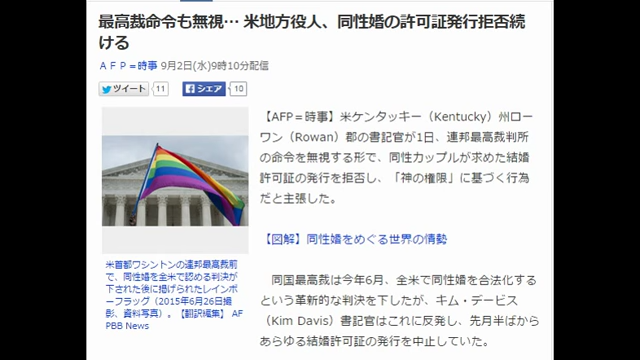 最高裁命令も無視… 米地方役人、同性婚の許可証発行拒否続
ける
ＡＦＰ＝時事 9月2日(水)9時10分配信
ツイート 11 シェア 10
【AFP＝時事】米ケンタッキー（Kentucky）州ロー
ワン（Rowan）郡の書記官が1日、連邦最高裁判所
の命令を無視する形で、同性カップルが求めた結婚
許可証の発行を拒否し、「神の権限」に基づく行為
だと主張した。
【図解】同性婚をめぐる世界の情勢
同国最高裁は今年6月、全米で同性婚を合法化する
という革新的な判決を下したが、キム・デービス
（Kim Davis）書記官はこれに反発し、先月半ばから
あらゆる結婚許可証の発行を中止していた。
米首都ワシントンの連邦最高裁前
で、同性婚を全米で認める判決が
下された後に掲げられたレインボ
ーフラッグ（2015年6月26日撮
影、資料写真）。【翻訳編集】 AF
PBB News